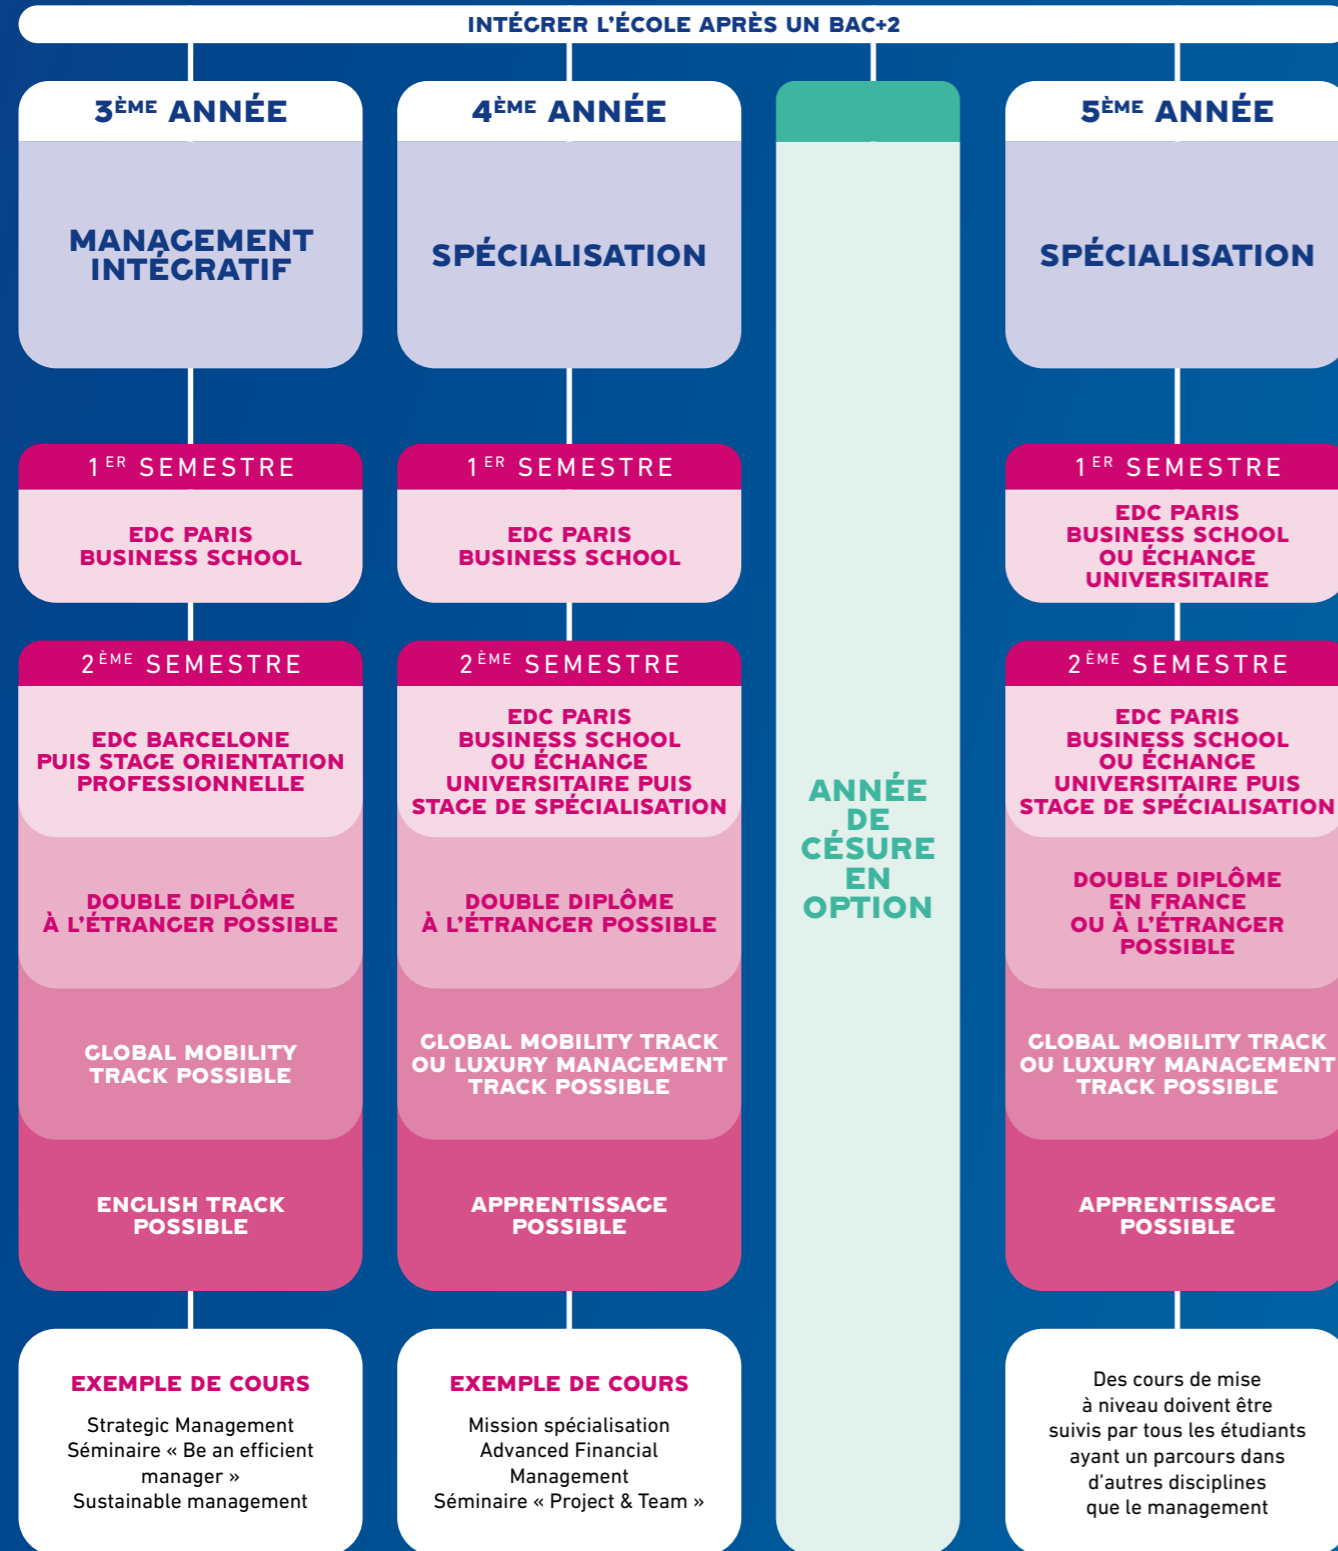 INTÉGRER L'ÉCOLE APRÈS UN BAC+2
3ÈME ANNÉE
MANAGEMENT
INTÉGRATIF
1ER SEMESTRE
EDC PARIS
BUSINESS SCHOOL
2ÈME SEMESTRE
EDC BARCELONE
PUIS STAGE ORIENTATION
PROFESSIONNELLE
DOUBLE DIPLÔME
À L'ÉTRANGER POSSIBLE
GLOBAL MOBILITY
TRACK POSSIBLE
ENGLISH TRACK
POSSIBLE
EXEMPLE DE COURS
Strategic Management
Séminaire « Be an efficient
manager »
Sustainable management
4ÈME ANNÉE
SPÉCIALISATION
1ER SEMESTRE
EDC PARIS
BUSINESS SCHOOL
2ÈME SEMESTRE
EDC PARIS
BUSINESS SCHOOL
OU ÉCHANGE
UNIVERSITAIRE PUIS
STAGE DE SPÉCIALISATION
DOUBLE DIPLÔME
À L'ÉTRANGER POSSIBLE
GLOBAL MOBILITY TRACK
OU LUXURY MANAGEMENT
TRACK POSSIBLE
APPRENTISSAGE
POSSIBLE
EXEMPLE DE COURS
Mission spécialisation
Advanced Financial
Management
Séminaire « Project & Team »
ANNÉE
DE
CÉSURE
EN
OPTION
5ÈME ANNÉE
SPÉCIALISATION
1ER SEMESTRE
EDC PARIS
BUSINESS SCHOOL
OU ÉCHANGE
UNIVERSITAIRE
2ÈME SEMESTRE
EDC PARIS
BUSINESS SCHOOL
OU ÉCHANGE
UNIVERSITAIRE PUIS
STAGE DE SPÉCIALISATION
DOUBLE DIPLÔME
EN FRANCE
OU À L'ÉTRANGER
POSSIBLE
GLOBAL MOBILITY TRACK
OU LUXURY MANAGEMENT
TRACK POSSIBLE
APPRENTISSAGE
POSSIBLE
Des cours de mise
à niveau doivent être
suivis par tous les étudiants
ayant un parcours dans
d'autres disciplines
que le management